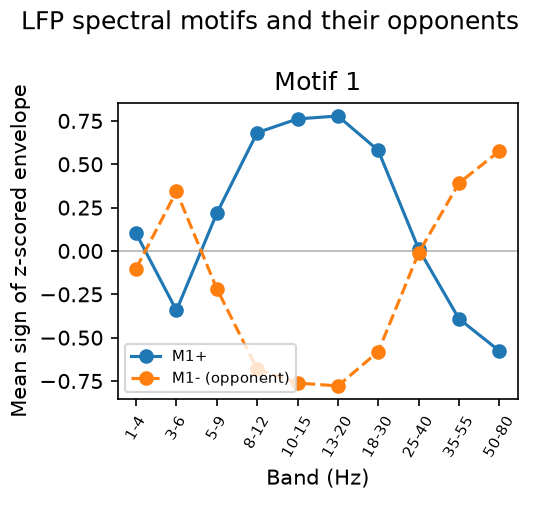 LFP spectral motifs and their opponents
Motif 1
Mean sign of z-scored envelope
0.75
0.50
0.25
0.00
−0.25
−0.50
−0.75
M1+
M1- (opponent)
1-4
3-6
5-9
8-12
10-15
13-20
18-30
25-40
35-55
50-80
Band (Hz)